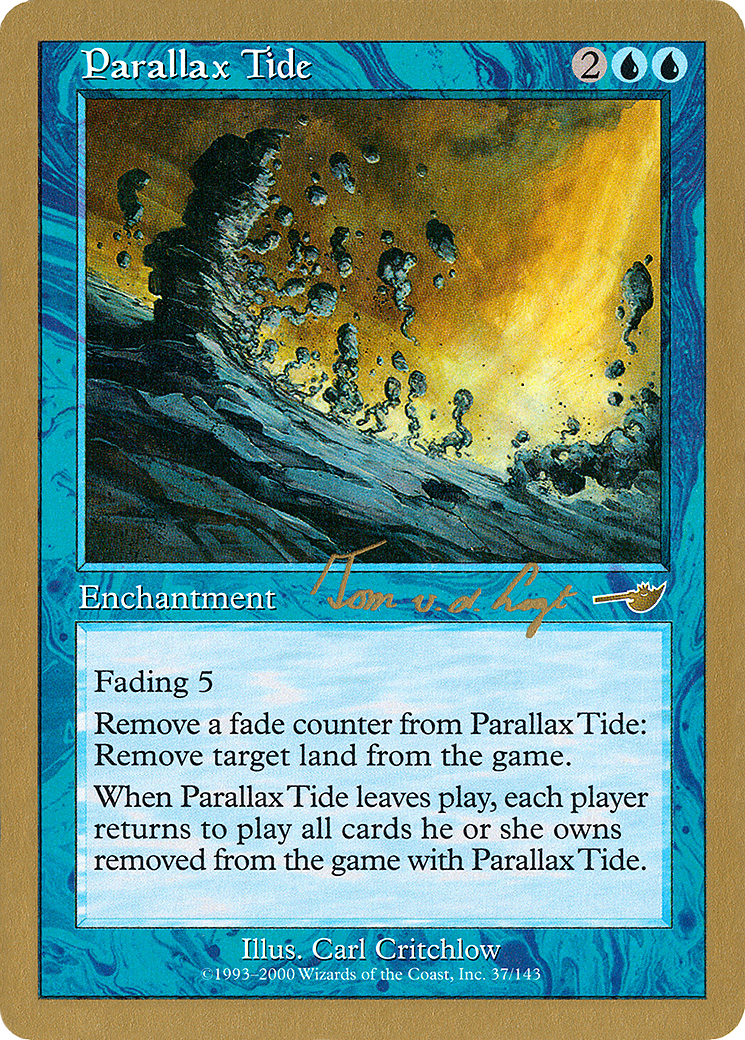 Parallax Tide 2
Enchantment Tom v. d. Logt
Fading 5
Remove a fade counter from Parallax Tide:
Remove target land from the game.
When Parallax Tide leaves play, each player
returns to play all cards he or she owns
removed from the game with Parallax Tide.
Illus. Carl Critchlow
©1993–2000 Wizards of the Coast, Inc. 37/143